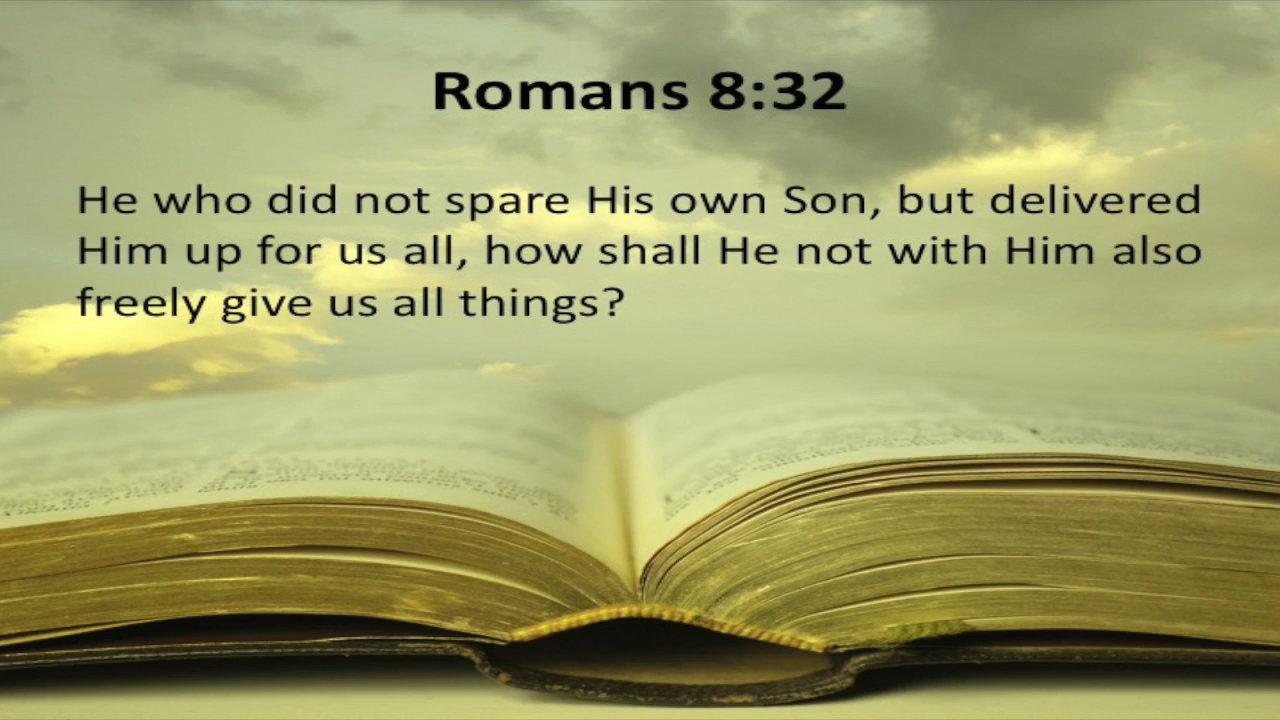 Romans 8:32
He who did not spare His own Son, but delivered
Him up for us all, how shall He not with Him also
freely give us all things?